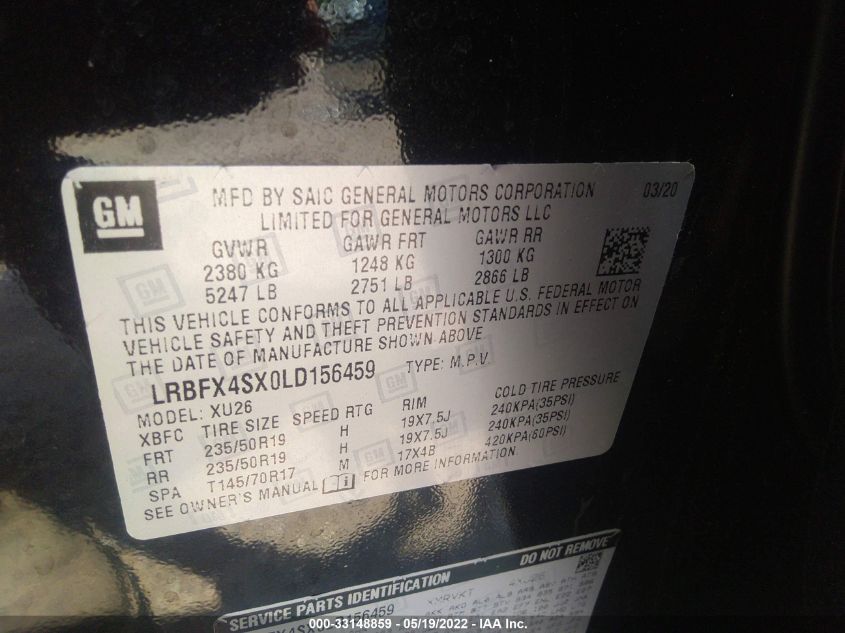 GM
MFD BY SAIC GENERAL MOTORS CORPORATION 03/20
LIMITED FOR GENERAL MOTORS LLC
GVWR GAWR FRT GAWR RR
2380 KG 1248 KG 1300 KG
5247 LB 2751 LB 2866 LB
THIS VEHICLE CONFORMS TO ALL APPLICABLE U.S. FEDERAL MOTOR
VEHICLE SAFETY AND THEFT PREVENTION STANDARDS IN EFFECT ON
THE DATE OF MANUFACTURE SHOWN ABOVE
LRBFX4SX0LD156459 TYPE: M.P.V.
MODEL: XU26
XBFC TIRE SIZE SPEED RTG RIM COLD TIRE PRESSURE
FRT 235/50R19 H 19X7.5J 240KPA(35PSI)
RR 235/50R19 H 19X7.5J 240KPA(35PSI)
SPA T145/70R17 M 17X4B 420KPA(60PSI)
SEE OWNER'S MANUAL FOR MORE INFORMATION
SERVICE PARTS IDENTIFICATION DO NOT REMOVE
156459
Owner: 000-33148859 - 05/19/2022 - IAA Inc.